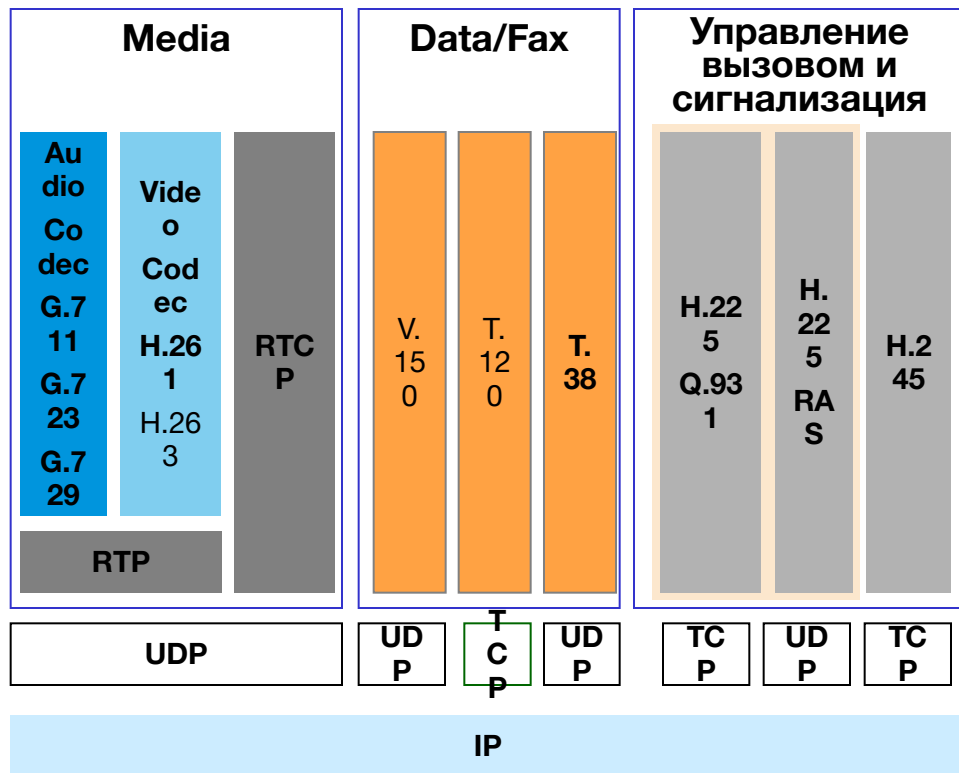 Media
Au
dio
Co
dec
G.7
11
G.7
23
G.7
29
Vide
o
Cod
ec
H.26
1
H.26
3
RTC
P
RTP
Data/Fax
V.
15
0
T.
12
0
T.
38
Управление
вызовом и
сигнализация
H.22
5
Q.93
1
H.
22
5
RA
S
H.2
45
UDP
UD
P
T
C
P
UD
P
TC
P
UD
P
TC
P
IP